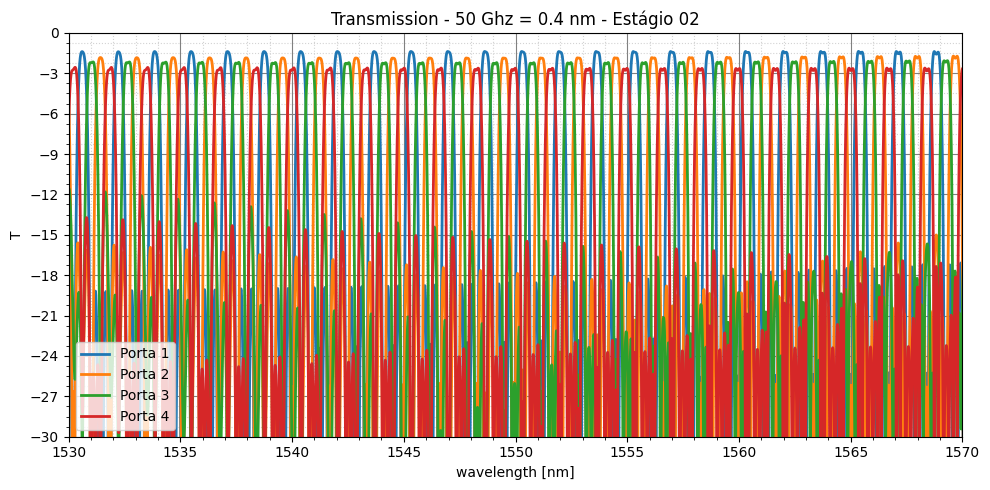 Transmission - 50 Ghz = 0.4 nm - Estágio 02
T
0
−3
−6
−9
−12
−15
−18
−21
−24
−27
−30
Porta 1
Porta 2
Porta 3
Porta 4
1530 1535 1540 1545 1550 1555 1560 1565 1570
wavelength [nm]